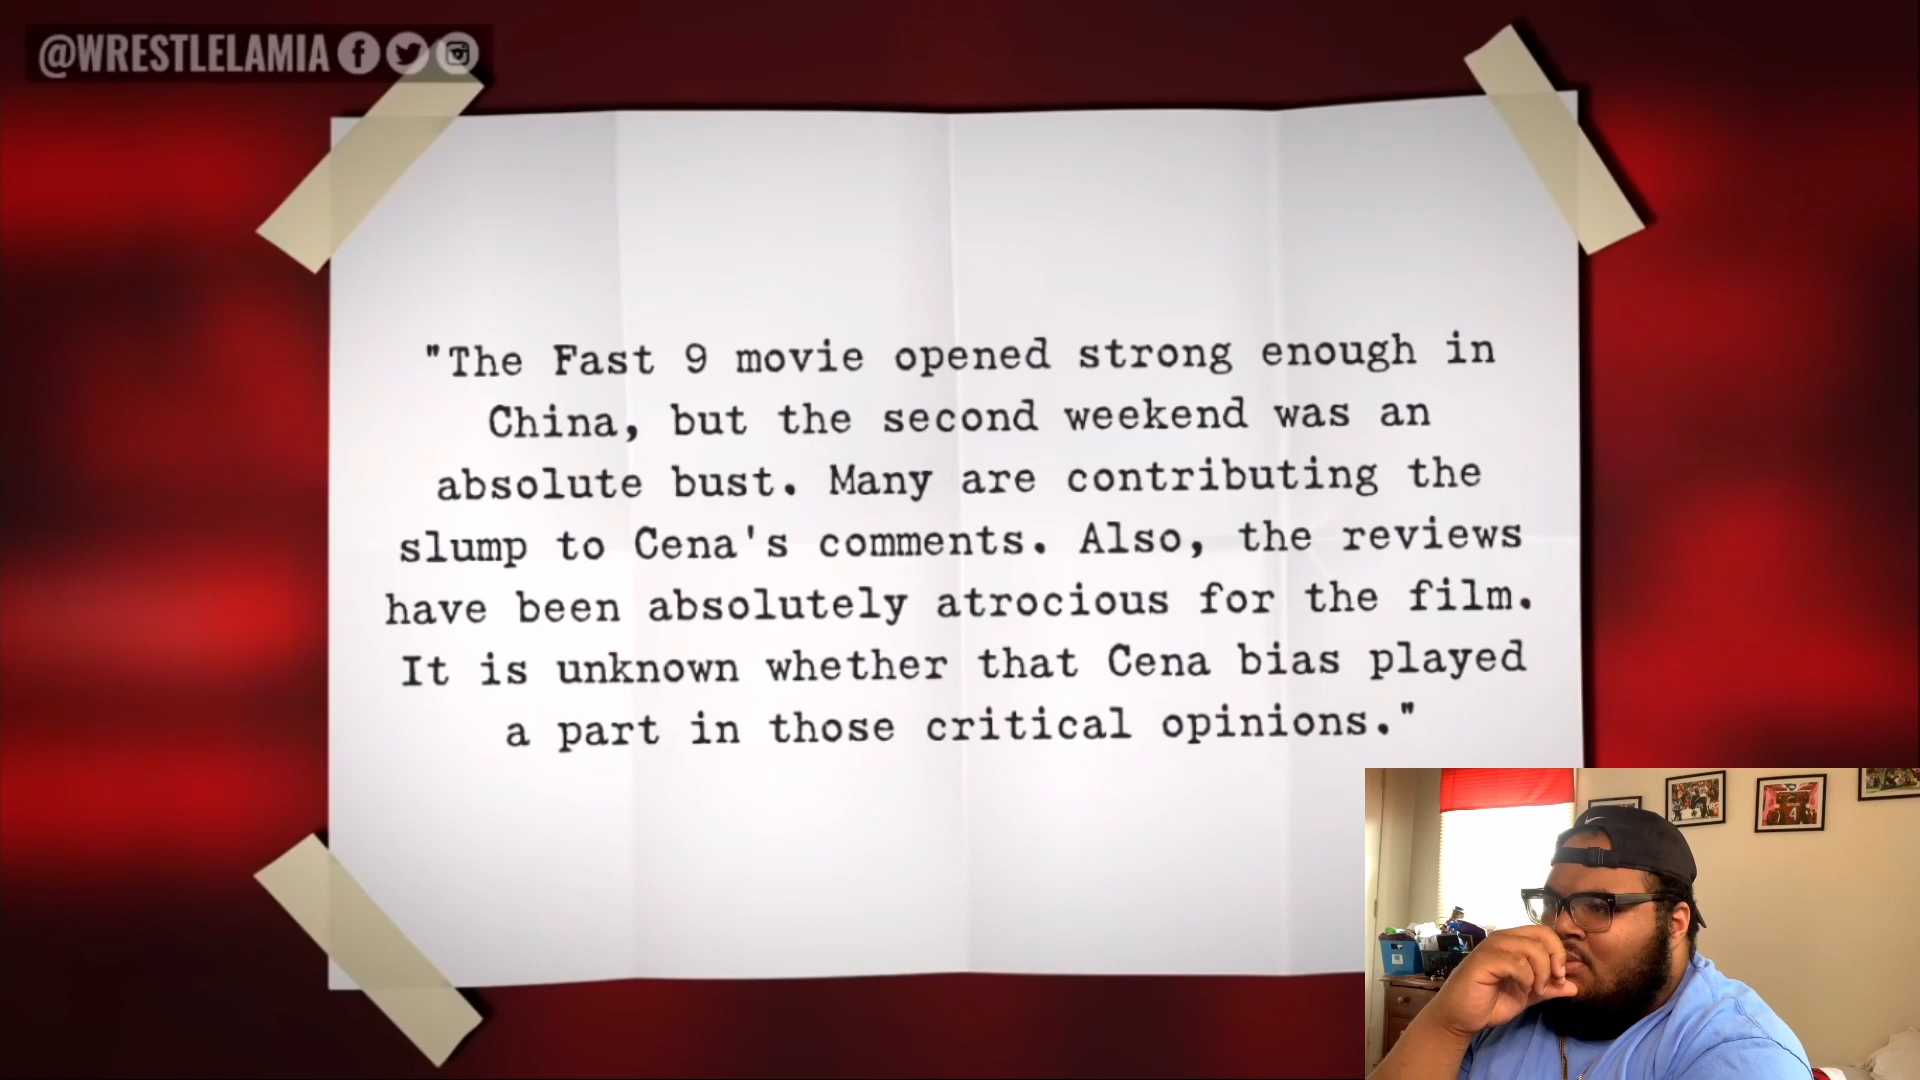 @WRESTLELAMIA
"The Fast 9 movie opened strong enough in
China, but the second weekend was an
absolute bust. Many are contributing the
slump to Cena's comments. Also, the reviews
have been absolutely atrocious for the film.
It is unknown whether that Cena bias played
a part in those critical opinions."
4